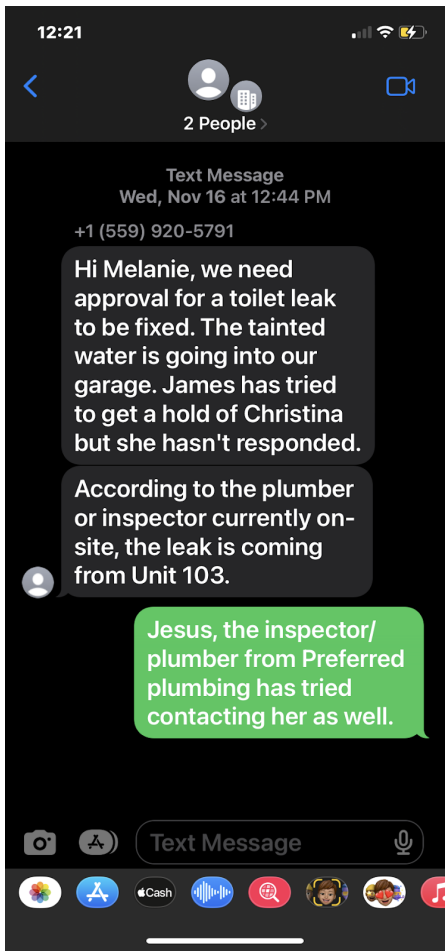 12:21
2 People
Text Message
Wed, Nov 16 at 12:44 PM
+1 (559) 920-5791
Hi Melanie, we need
approval for a toilet leak
to be fixed. The tainted
water is going into our
garage. James has tried
to get a hold of Christina
but she hasn't responded.
According to the plumber
or inspector currently on-
site, the leak is coming
from Unit 103.
Jesus, the inspector/
plumber from Preferred
plumbing has tried
contacting her as well.
Text Message
Cash